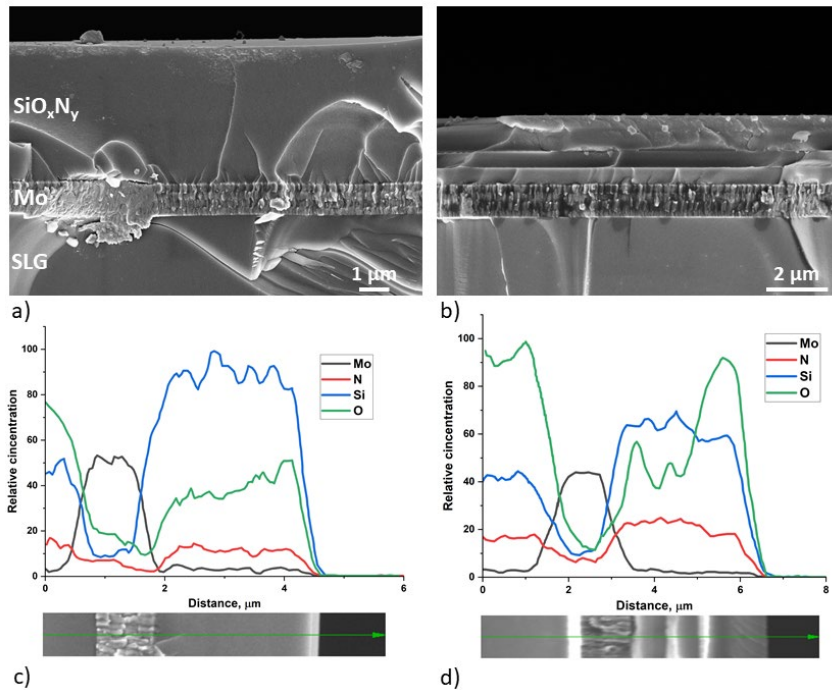 SiOxNy
Mo
SLG
1 μm
2 μm
a)
b)
100
80
60
40
20
0
Relative cincentration
0 2 4 6
Distance, μm
Mo
N
Si
O
100
80
60
40
20
0
Relative cincentration
0 2 4 6 8
Distance, μm
Mo
N
Si
O
c)
d)